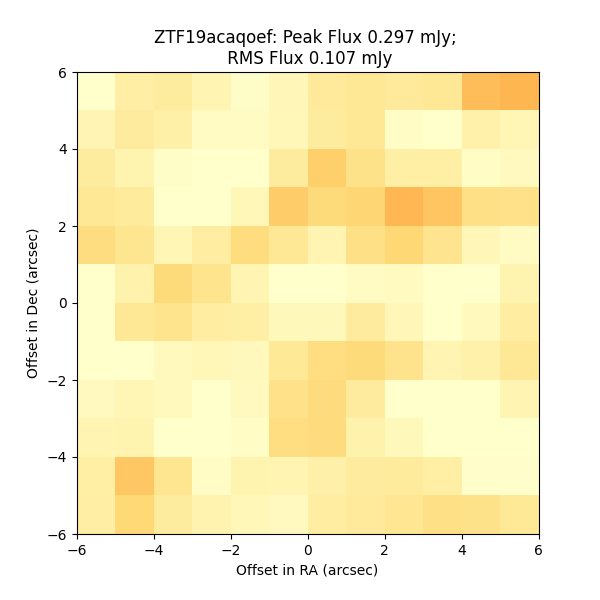 ZTF19acaqoef: Peak Flux 0.297 mJy;
RMS Flux 0.107 mJy
6
4
2
0
−2
−4
−6
Offset in Dec (arcsec)
−6 −4 −2 0 2 4 6
Offset in RA (arcsec)